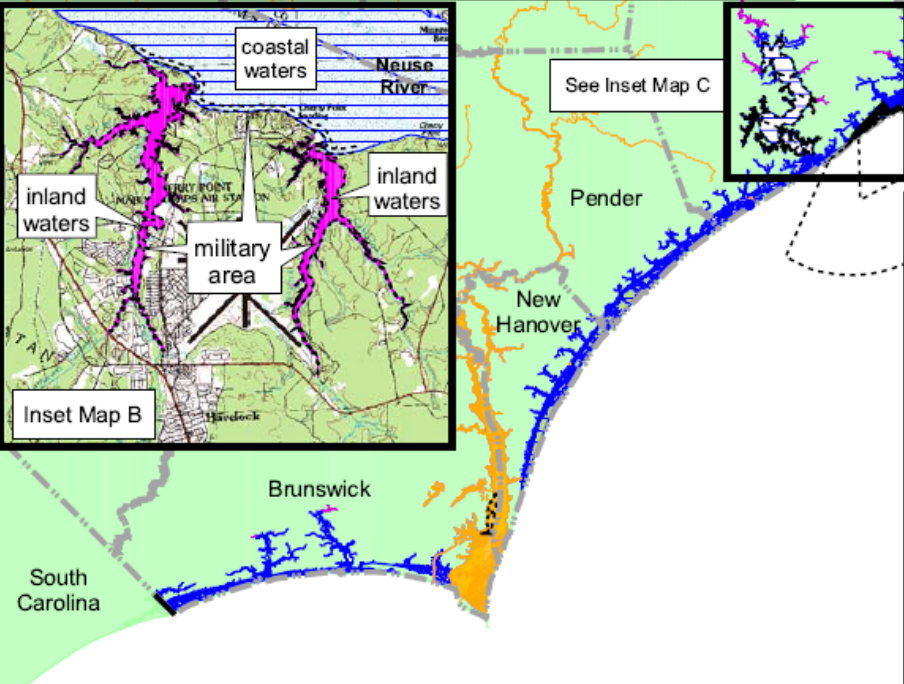 coastal
waters
Neuse
River
inland
waters
inland
waters
military
area
Inset Map B
Havelock
See Inset Map C
Pender
New
Hanover
Brunswick
South
Carolina